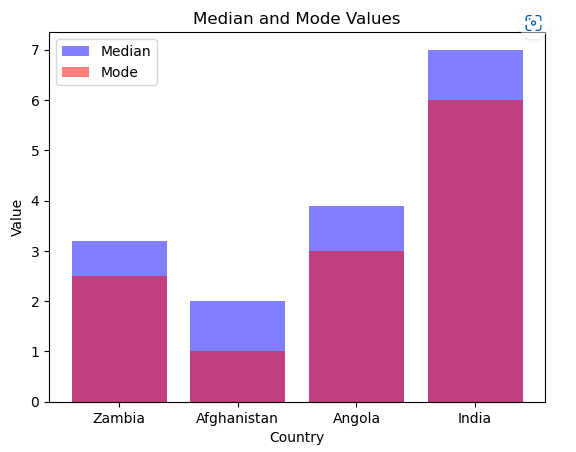 Median and Mode Values
Median
Mode
7
6
5
4
3
2
1
0
Value
Zambia Afghanistan Angola India
Country